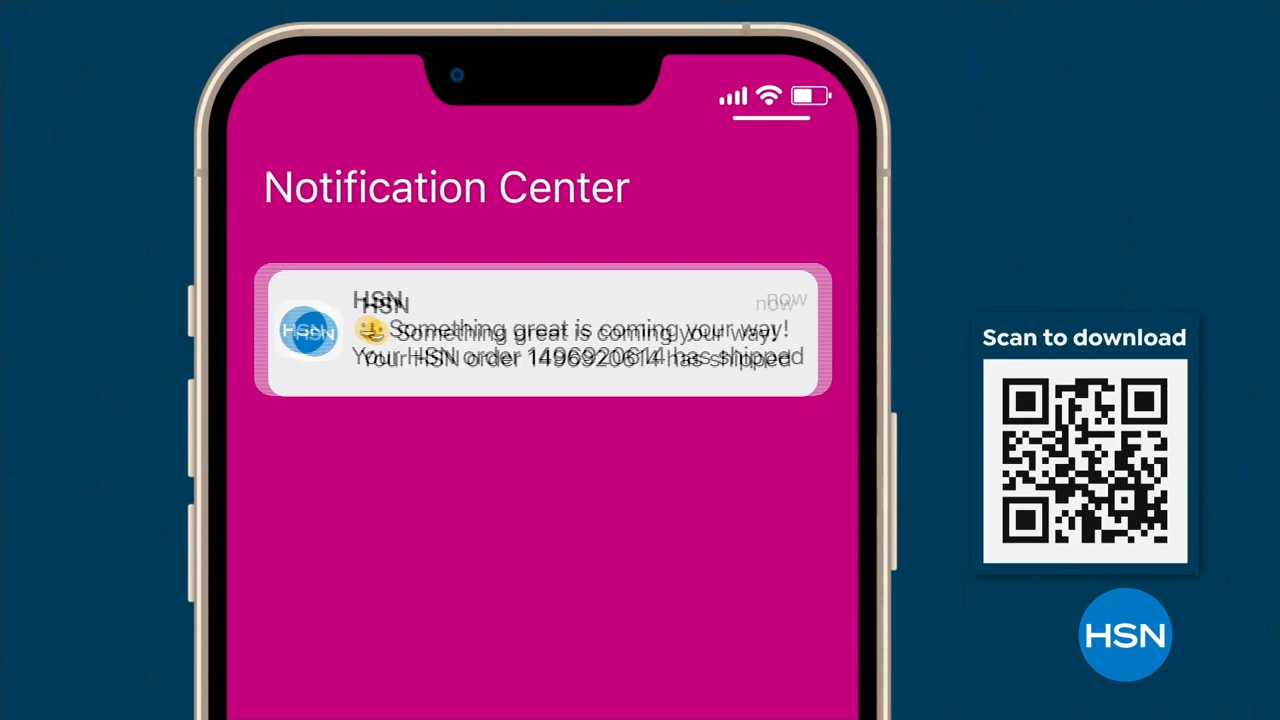 Notification Center
HSN
now
Something great is coming your way!
Your HSN order 1496920614 has shipped
HSN
Scan to download
HSN